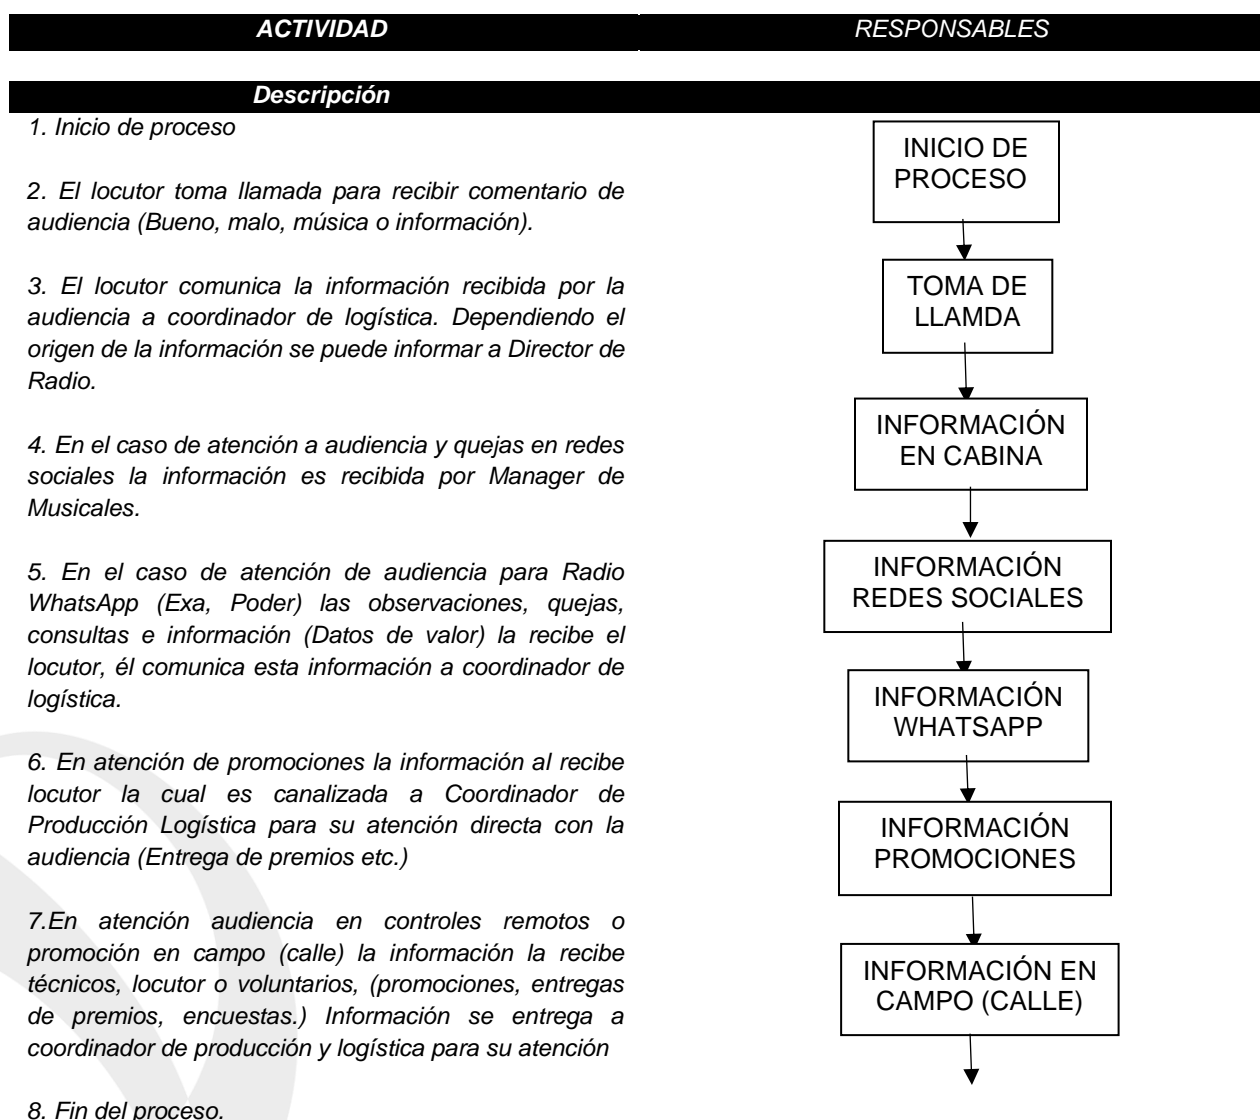 ACTIVIDAD
RESPONSABLES
Descripción
1. Inicio de proceso
2. El locutor toma llamada para recibir comentario de
audiencia (Bueno, malo, música o información).
3. El locutor comunica la información recibida por la
audiencia a coordinador de logística. Dependiendo el
origen de la información se puede informar a Director de
Radio.
4. En el caso de atención a audiencia y quejas en redes
sociales la información es recibida por Manager de
Musicales.
5. En el caso de atención de audiencia para Radio
WhatsApp (Exa, Poder) las observaciones, quejas,
consultas e información (Datos de valor) la recibe el
locutor, él comunica esta información a coordinador de
logística.
6. En atención de promociones la información al recibe
locutor la cual es canalizada a Coordinador de
Producción Logística para su atención directa con la
audiencia (Entrega de premios etc.)
7.En atención audiencia en controles remotos o
promoción en campo (calle) la información la recibe
técnicos, locutor o voluntarios, (promociones, entregas
de premios, encuestas.) Información se entrega a
coordinador de producción y logística para su atención
8. Fin del proceso.
INICIO DE
PROCESO
TOMA DE
LLAMDA
INFORMACIÓN
EN CABINA
INFORMACIÓN
REDES SOCIALES
INFORMACIÓN
WHATSAPP
INFORMACIÓN
PROMOCIONES
INFORMACIÓN EN
CAMPO (CALLE)